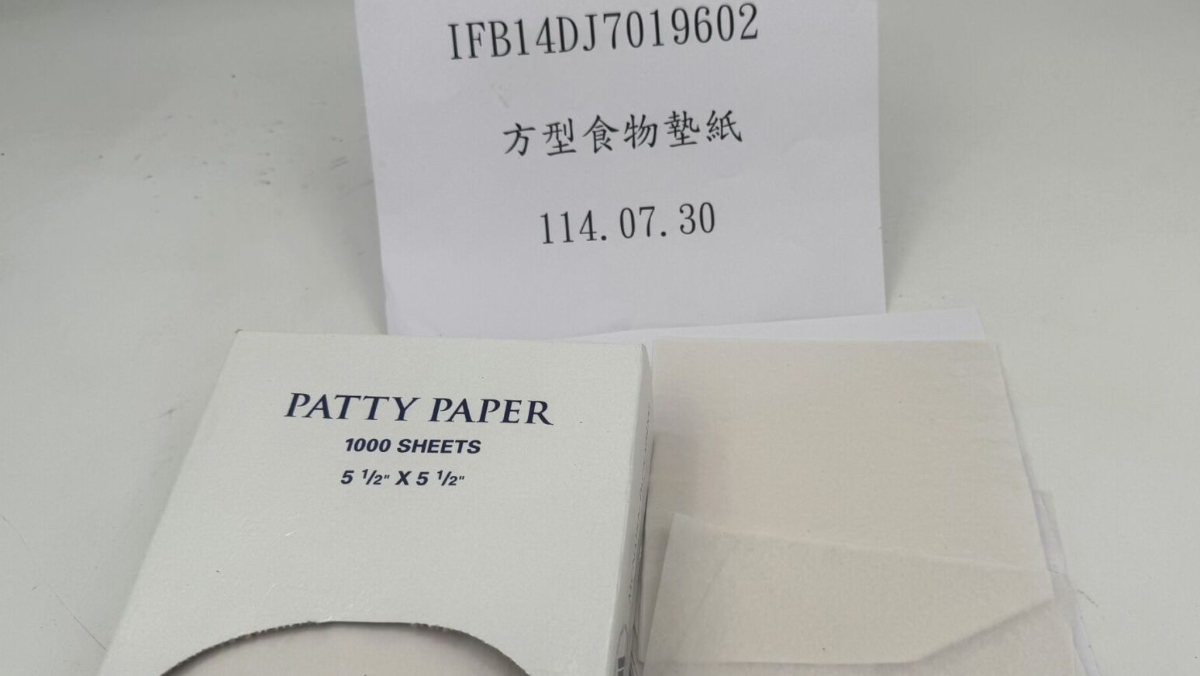 IFB14DJ7019602
方型食物墊紙
114.07.30
PATTY PAPER
1000 SHEETS
5 1/2" X 5 1/2"